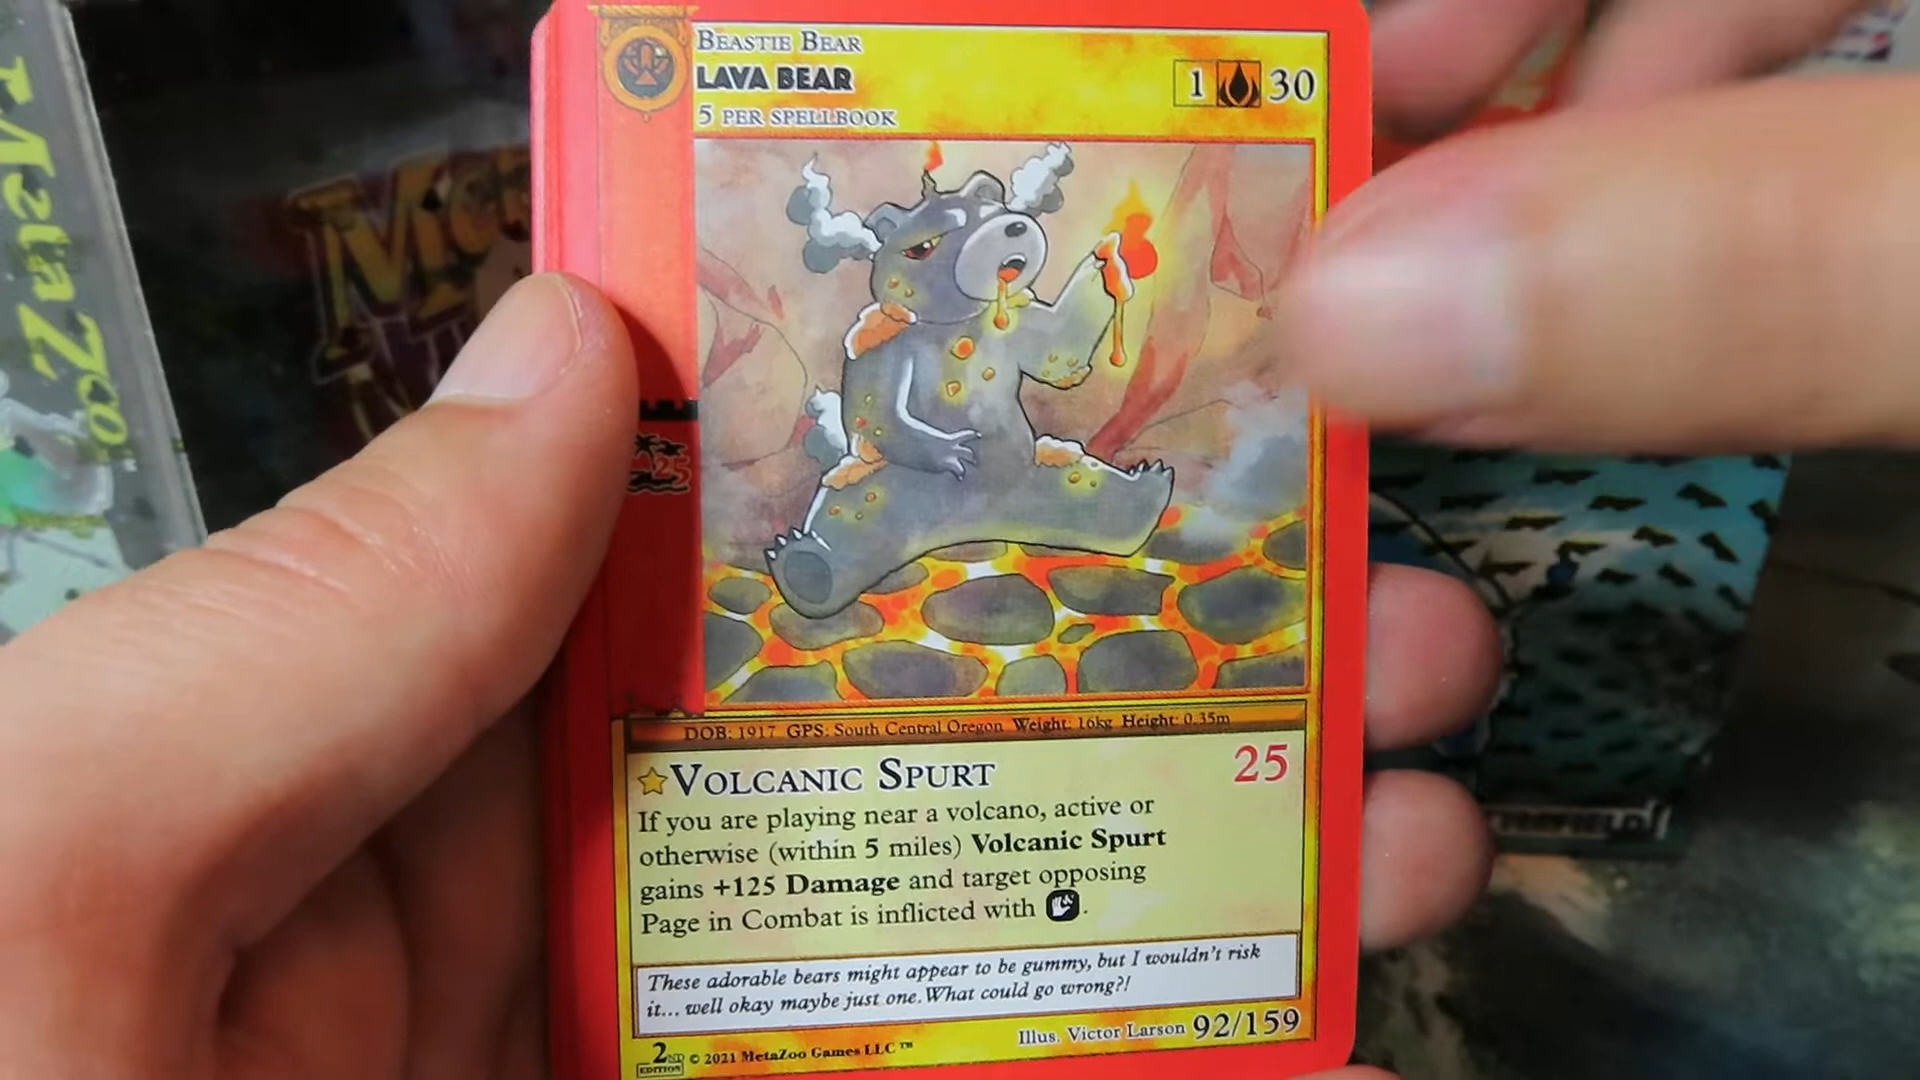 BEASTIE BEAR
LAVA BEAR
5 PER SPELLBOOK
1 30
25
DOB: 1917 GPS: South Central Oregon Weight: 16kg Height: 0.35m
VOLCANIC SPURT 25
If you are playing near a volcano, active or
otherwise (within 5 miles) Volcanic Spurt
gains +125 Damage and target opposing
Page in Combat is inflicted with .
These adorable bears might appear to be gummy, but I wouldn't risk
it... well okay maybe just one. What could go wrong?!
Illus. Victor Larson 92/159
2ND EDITION © 2021 MetaZoo Games LLC ™
MetaZoo